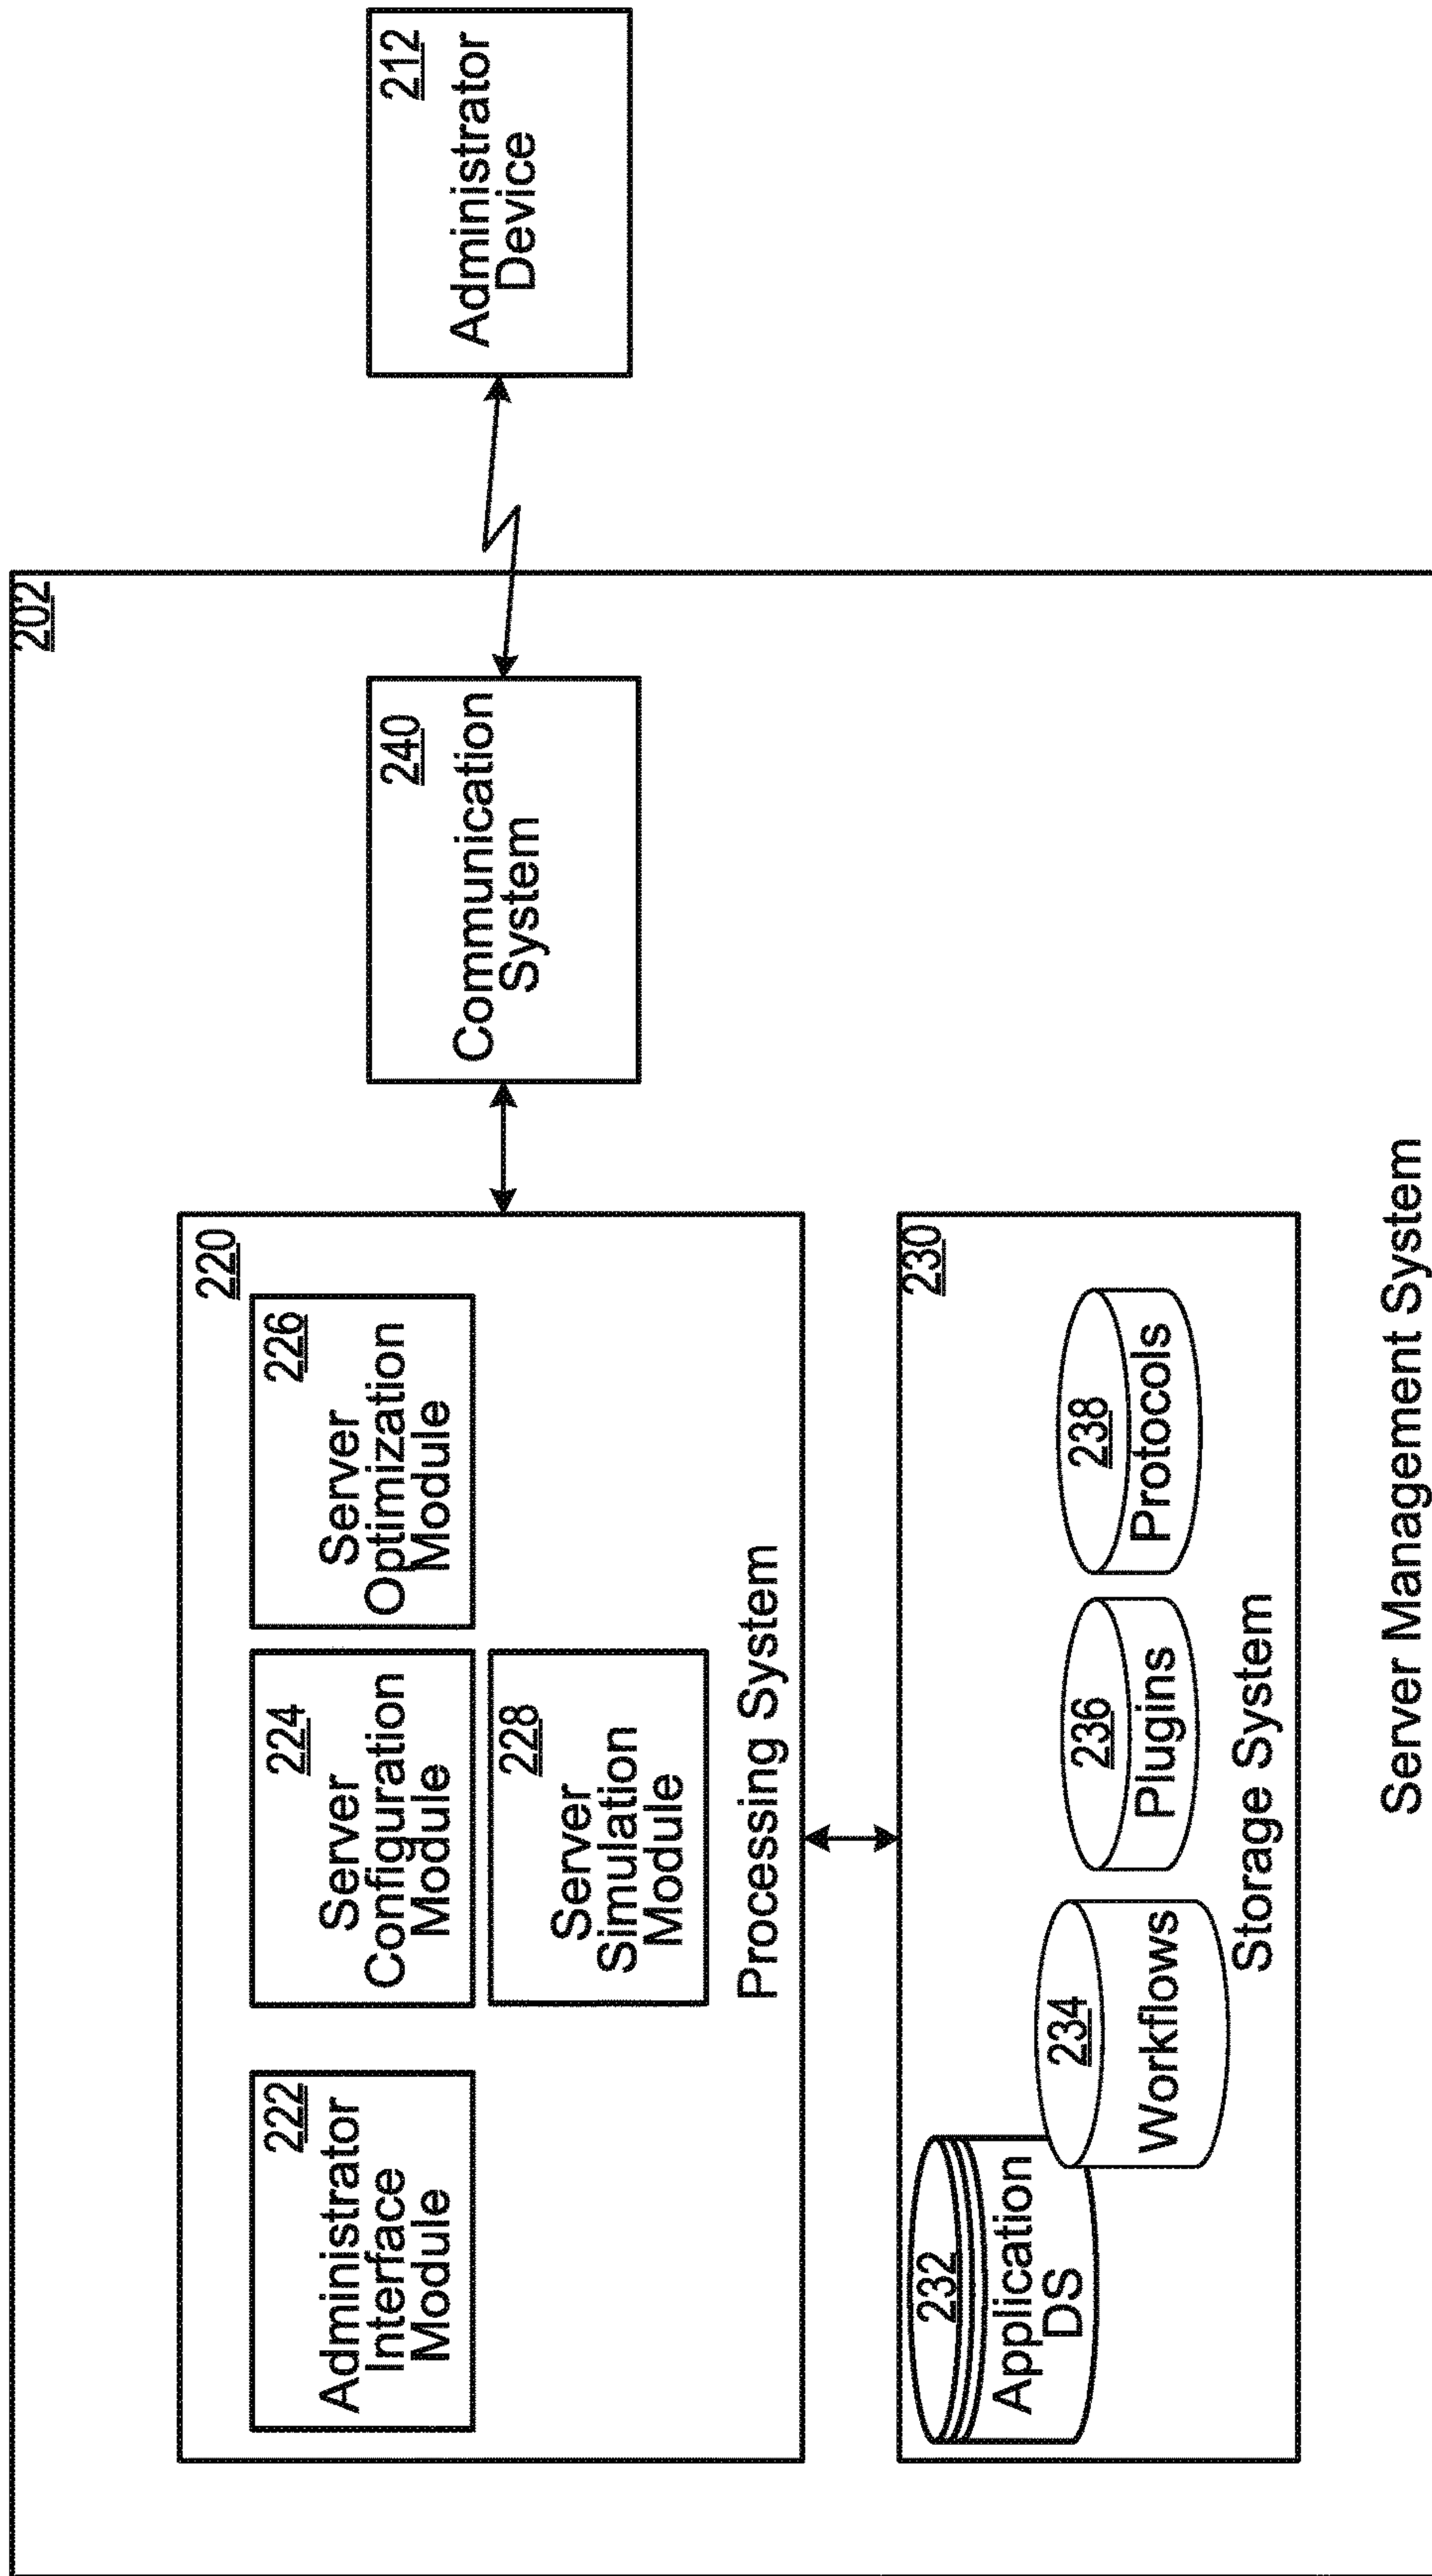 202
220
222
Administrator
Interface
Module
224
Server
Configuration
Module
226
Server
Optimization
Module
228
Server
Simulation
Module
Processing System
240
Communication
System
212
Administrator
Device
230
232
Application
DS
234
Workflows
236
Plugins
238
Protocols
Storage System
Server Management System